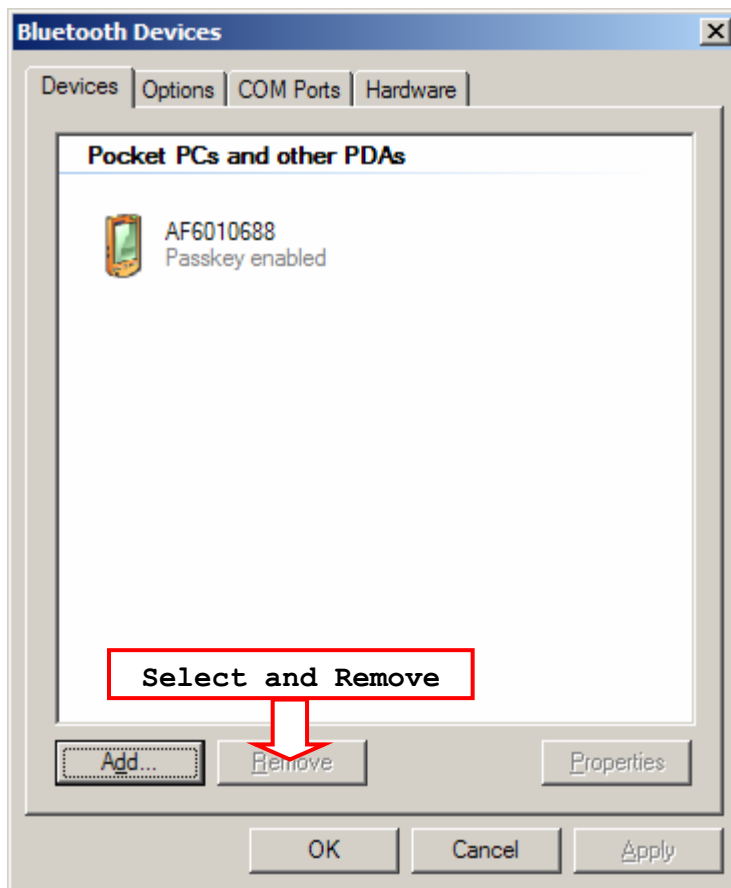 Bluetooth Devices
Devices Options COM Ports Hardware
Pocket PCs and other PDAs
AF6010688
Passkey enabled
Select and Remove
Add... Remove Properties
OK Cancel Apply